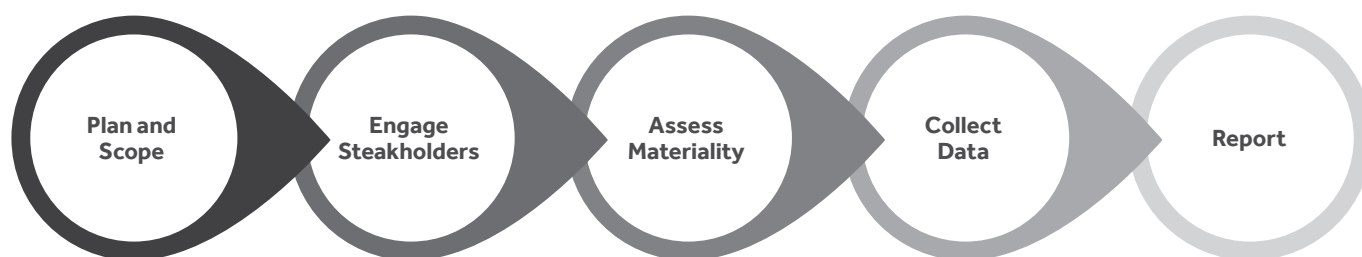 Plan and
Scope
Engage
Steakholders
Assess
Materiality
Collect
Data
Report